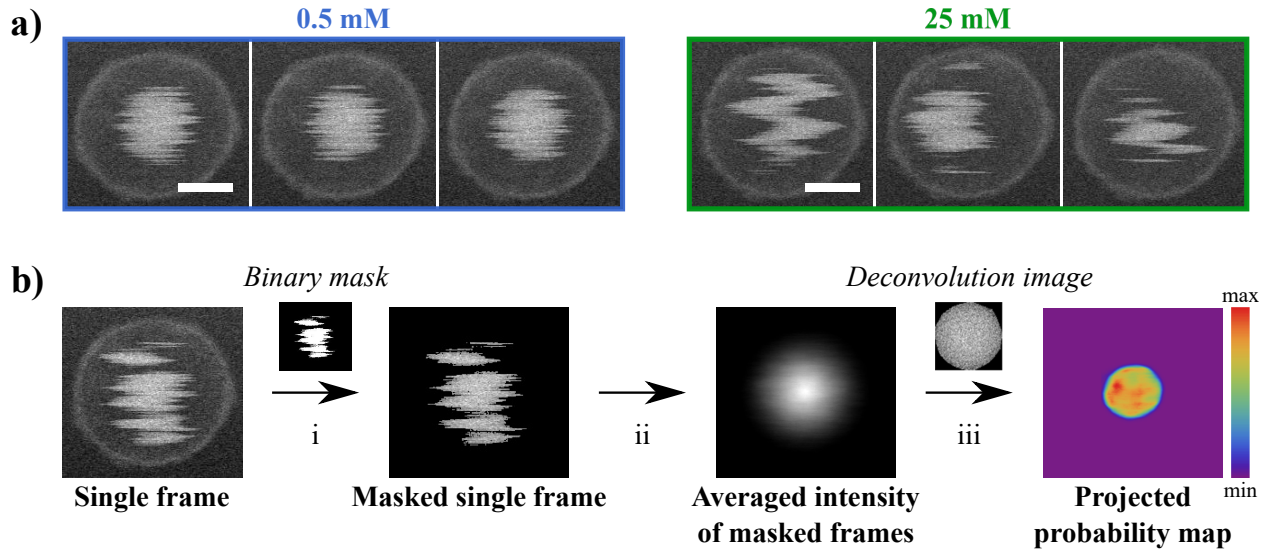 a)
0.5 mM
25 mM
b)
Binary mask
Deconvolution image
max
i
ii
iii
min
Single frame
Masked single frame
Averaged intensity
of masked frames
Projected
probability map